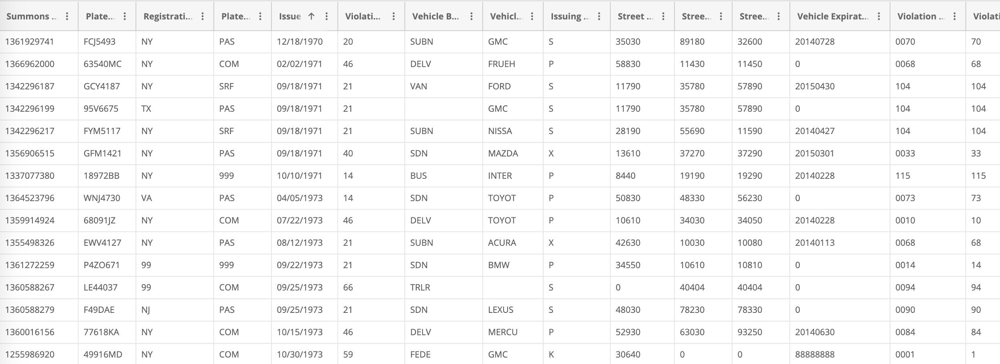 Summons ... Plate... Registrati... Plate... Issue ↑ Violati... Vehicle B... Vehicl... Issuing ... Street ... Stree... Stree... Vehicle Expirat... Violation ... Violati
1361929741 FCJ5493 NY PAS 12/18/1970 20 SUBN GMC S 35030 89180 32600 20140728 0070 70
1366962000 63540MC NY COM 02/02/1971 46 DELV FRUEH P 58830 11430 11450 0 0068 68
1342296187 GCY4187 NY SRF 09/18/1971 21 VAN FORD S 11790 35780 57890 20150430 104 104
1342296199 95V6675 TX PAS 09/18/1971 21 GMC S 11790 35780 57890 0 104 104
1342296217 FYM5117 NY SRF 09/18/1971 21 SUBN NISSA S 28190 55690 11590 20140427 104 104
1356906515 GFM1421 NY PAS 09/18/1971 40 SDN MAZDA X 13610 37270 37290 20150301 0033 33
1337077380 18972BB NY 999 10/10/1971 14 BUS INTER P 8440 19190 19290 20140228 115 115
1364523796 WNJ4730 VA PAS 04/05/1973 14 SDN TOYOT P 50830 48330 56230 0 0073 73
1359914924 68091JZ NY COM 07/22/1973 46 DELV TOYOT P 10610 34030 34050 20140228 0010 10
1355498326 EWV4127 NY PAS 08/12/1973 21 SUBN ACURA X 42630 10030 10080 20140113 0068 68
1361272259 P4ZO671 99 999 09/22/1973 21 SDN BMW P 34550 10610 10810 0 0014 14
1360588267 LE44037 99 COM 09/25/1973 66 TRLR S 0 40404 40404 0 0094 94
1360588279 F49DAE NJ PAS 09/25/1973 21 SDN LEXUS S 48030 78230 78330 0 0090 90
1360016156 77618KA NY COM 10/15/1973 46 DELV MERCU P 52930 63030 93250 20140630 0084 84
1255986920 49916MD NY COM 10/30/1973 59 FEDE GMC K 30640 0 0 88888888 0001 1